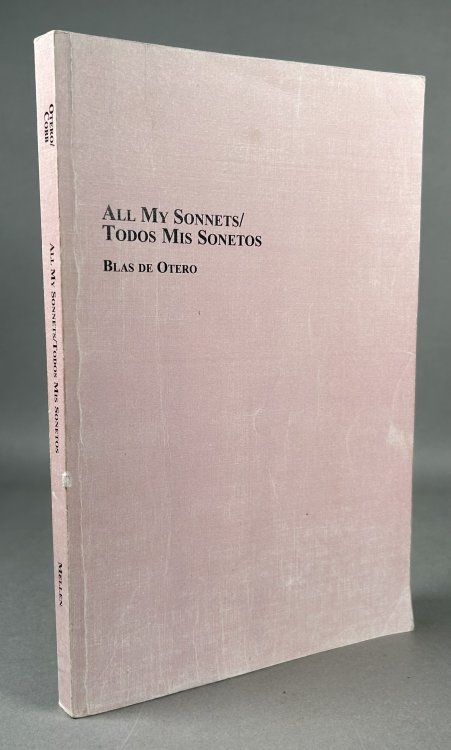 ALL MY SONNETS/
TODOS MIS SONETOS
BLAS DE OTERO
OTERO/
COBB
ALL MY SONNETS/TODOS MIS SONETOS
MELLEN